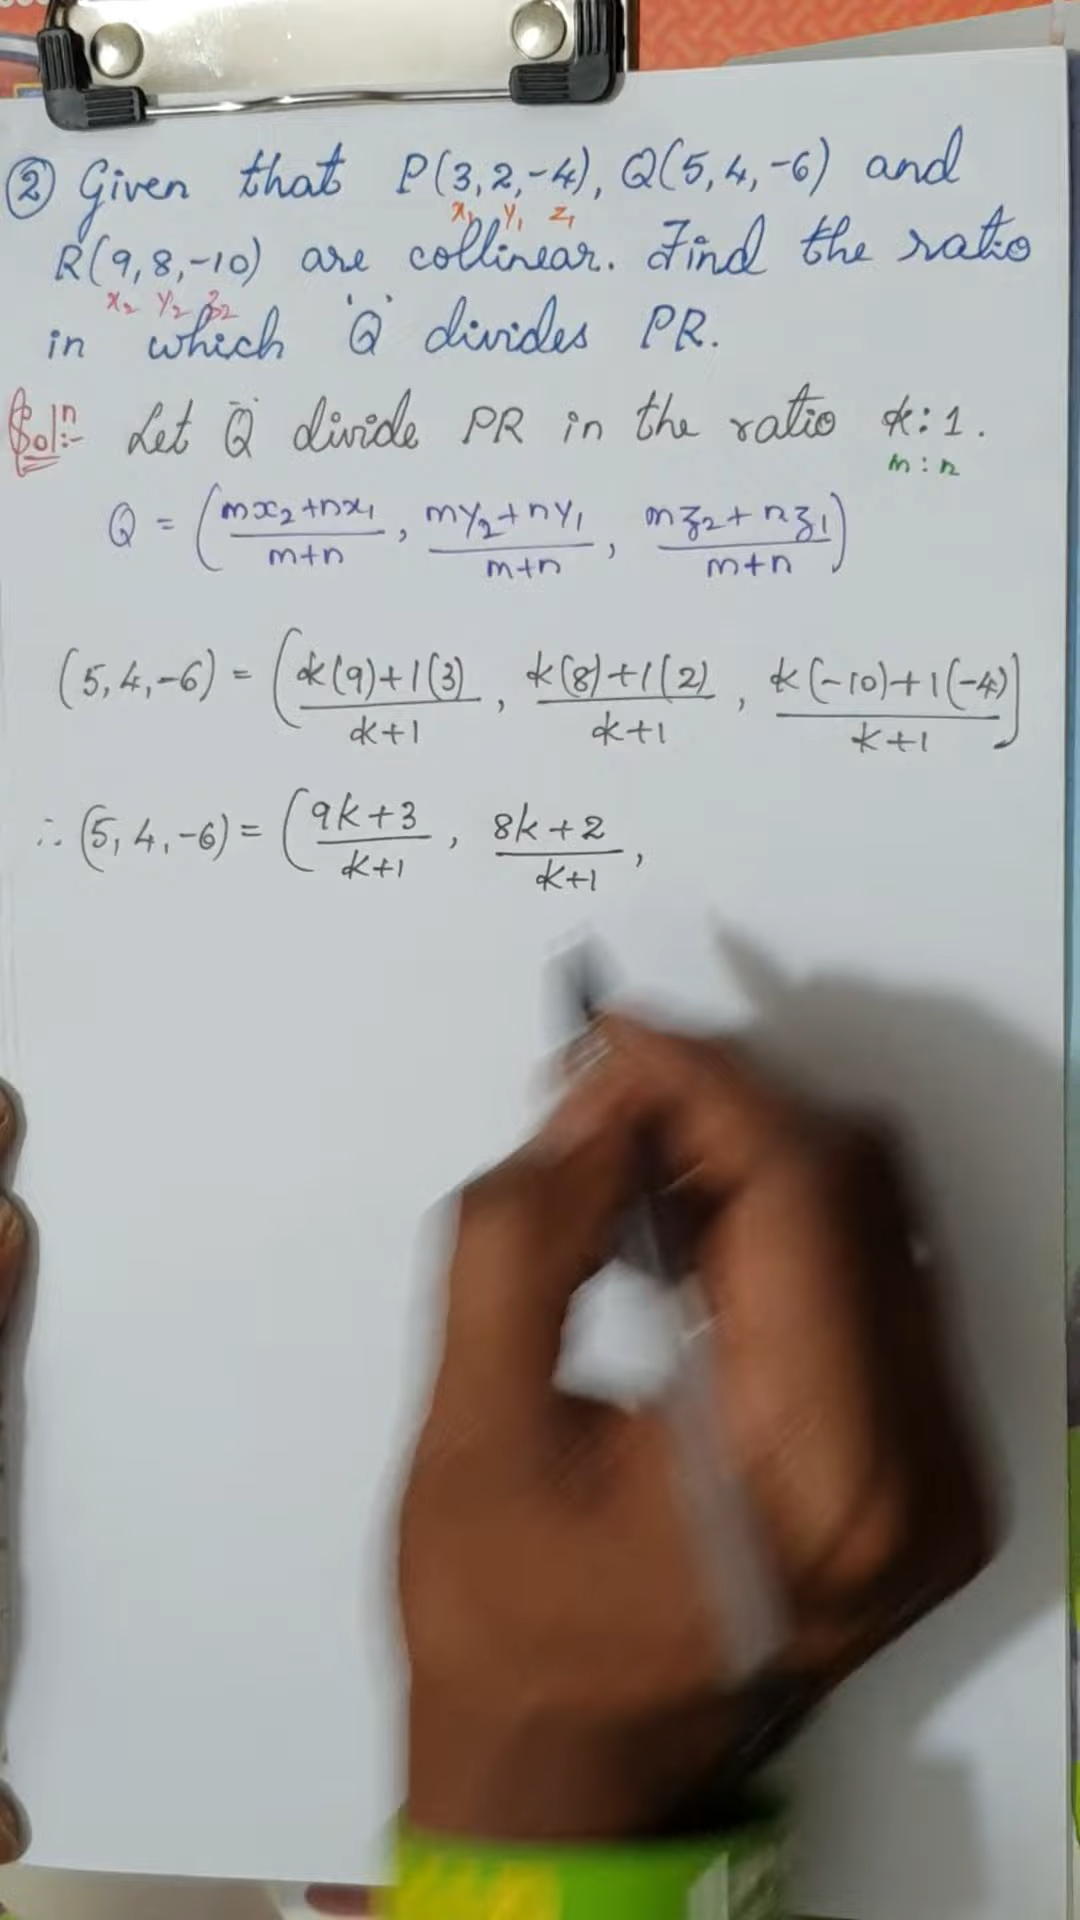 ② Given that P(3,2,-4), Q(5,4,-6) and
x₁ y₁ z₁
R(9,8,-10) are collinear. Find the ratio
x₂ y₂ z₂
in which 'Q' divides PR.
Solⁿ:- Let Q divide PR in the ratio k:1.
m:n
Q = (mx₂+nx₁/m+n, my₂+ny₁/m+n, mz₂+nz₁/m+n)
(5,4,-6) = (k(9)+1(3)/k+1, k(8)+1(2)/k+1, k(-10)+1(-4)/k+1)
∴ (5,4,-6) = (9k+3/k+1, 8k+2/k+1,